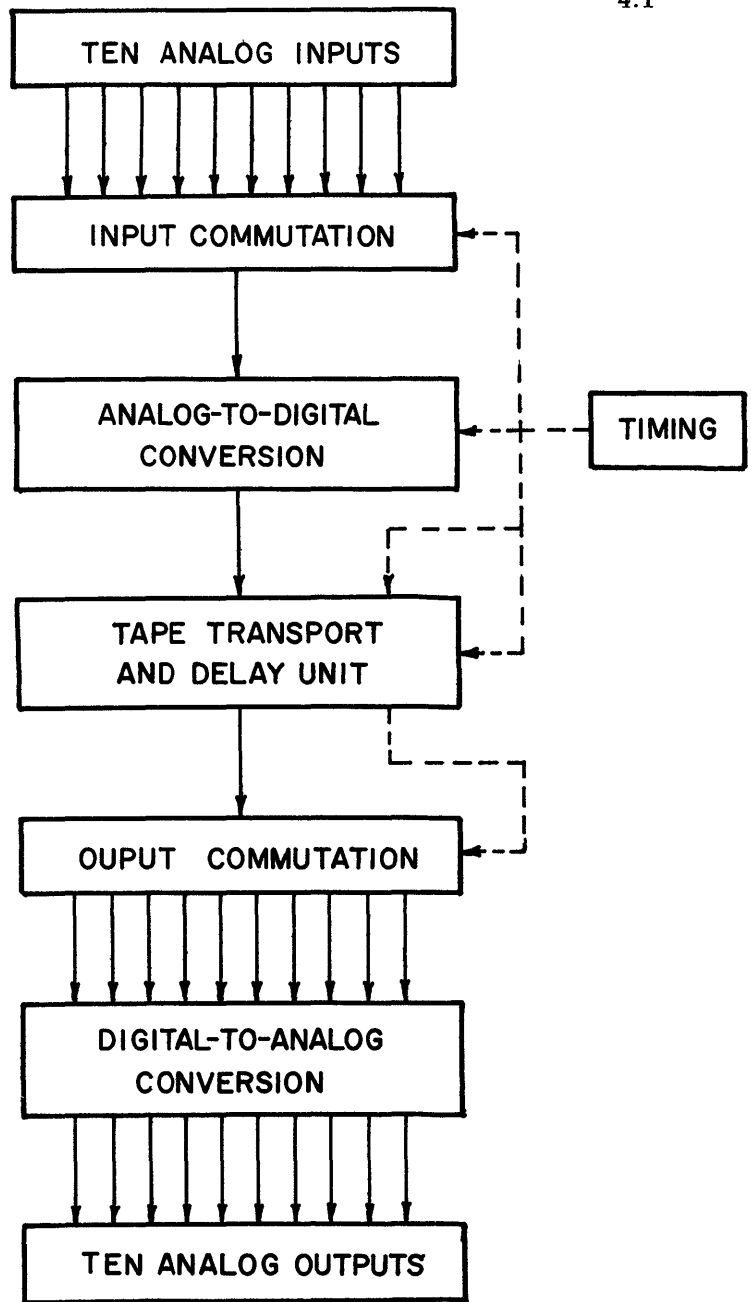 4.1
TEN ANALOG INPUTS
INPUT COMMUTATION
ANALOG-TO-DIGITAL
CONVERSION
TIMING
TAPE TRANSPORT
AND DELAY UNIT
OUPUT COMMUTATION
DIGITAL-TO-ANALOG
CONVERSION
TEN ANALOG OUTPUTS